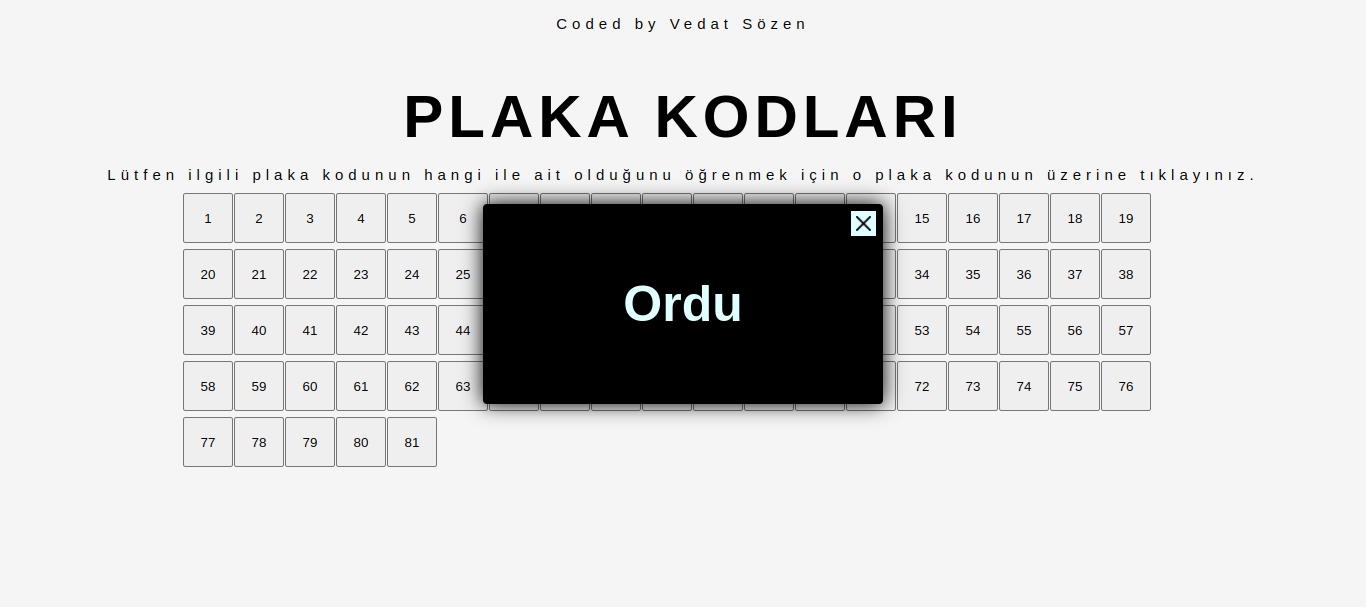 Coded by Vedat Sözen
PLAKA KODLARI
Lütfen ilgili plaka kodunun hangi ile ait olduğunu öğrenmek için o plaka kodunun üzerine tıklayınız.
1 2 3 4 5 6 15 16 17 18 19
20 21 22 23 24 25 34 35 36 37 38
Ordu
39 40 41 42 43 44 53 54 55 56 57
58 59 60 61 62 63 72 73 74 75 76
77 78 79 80 81